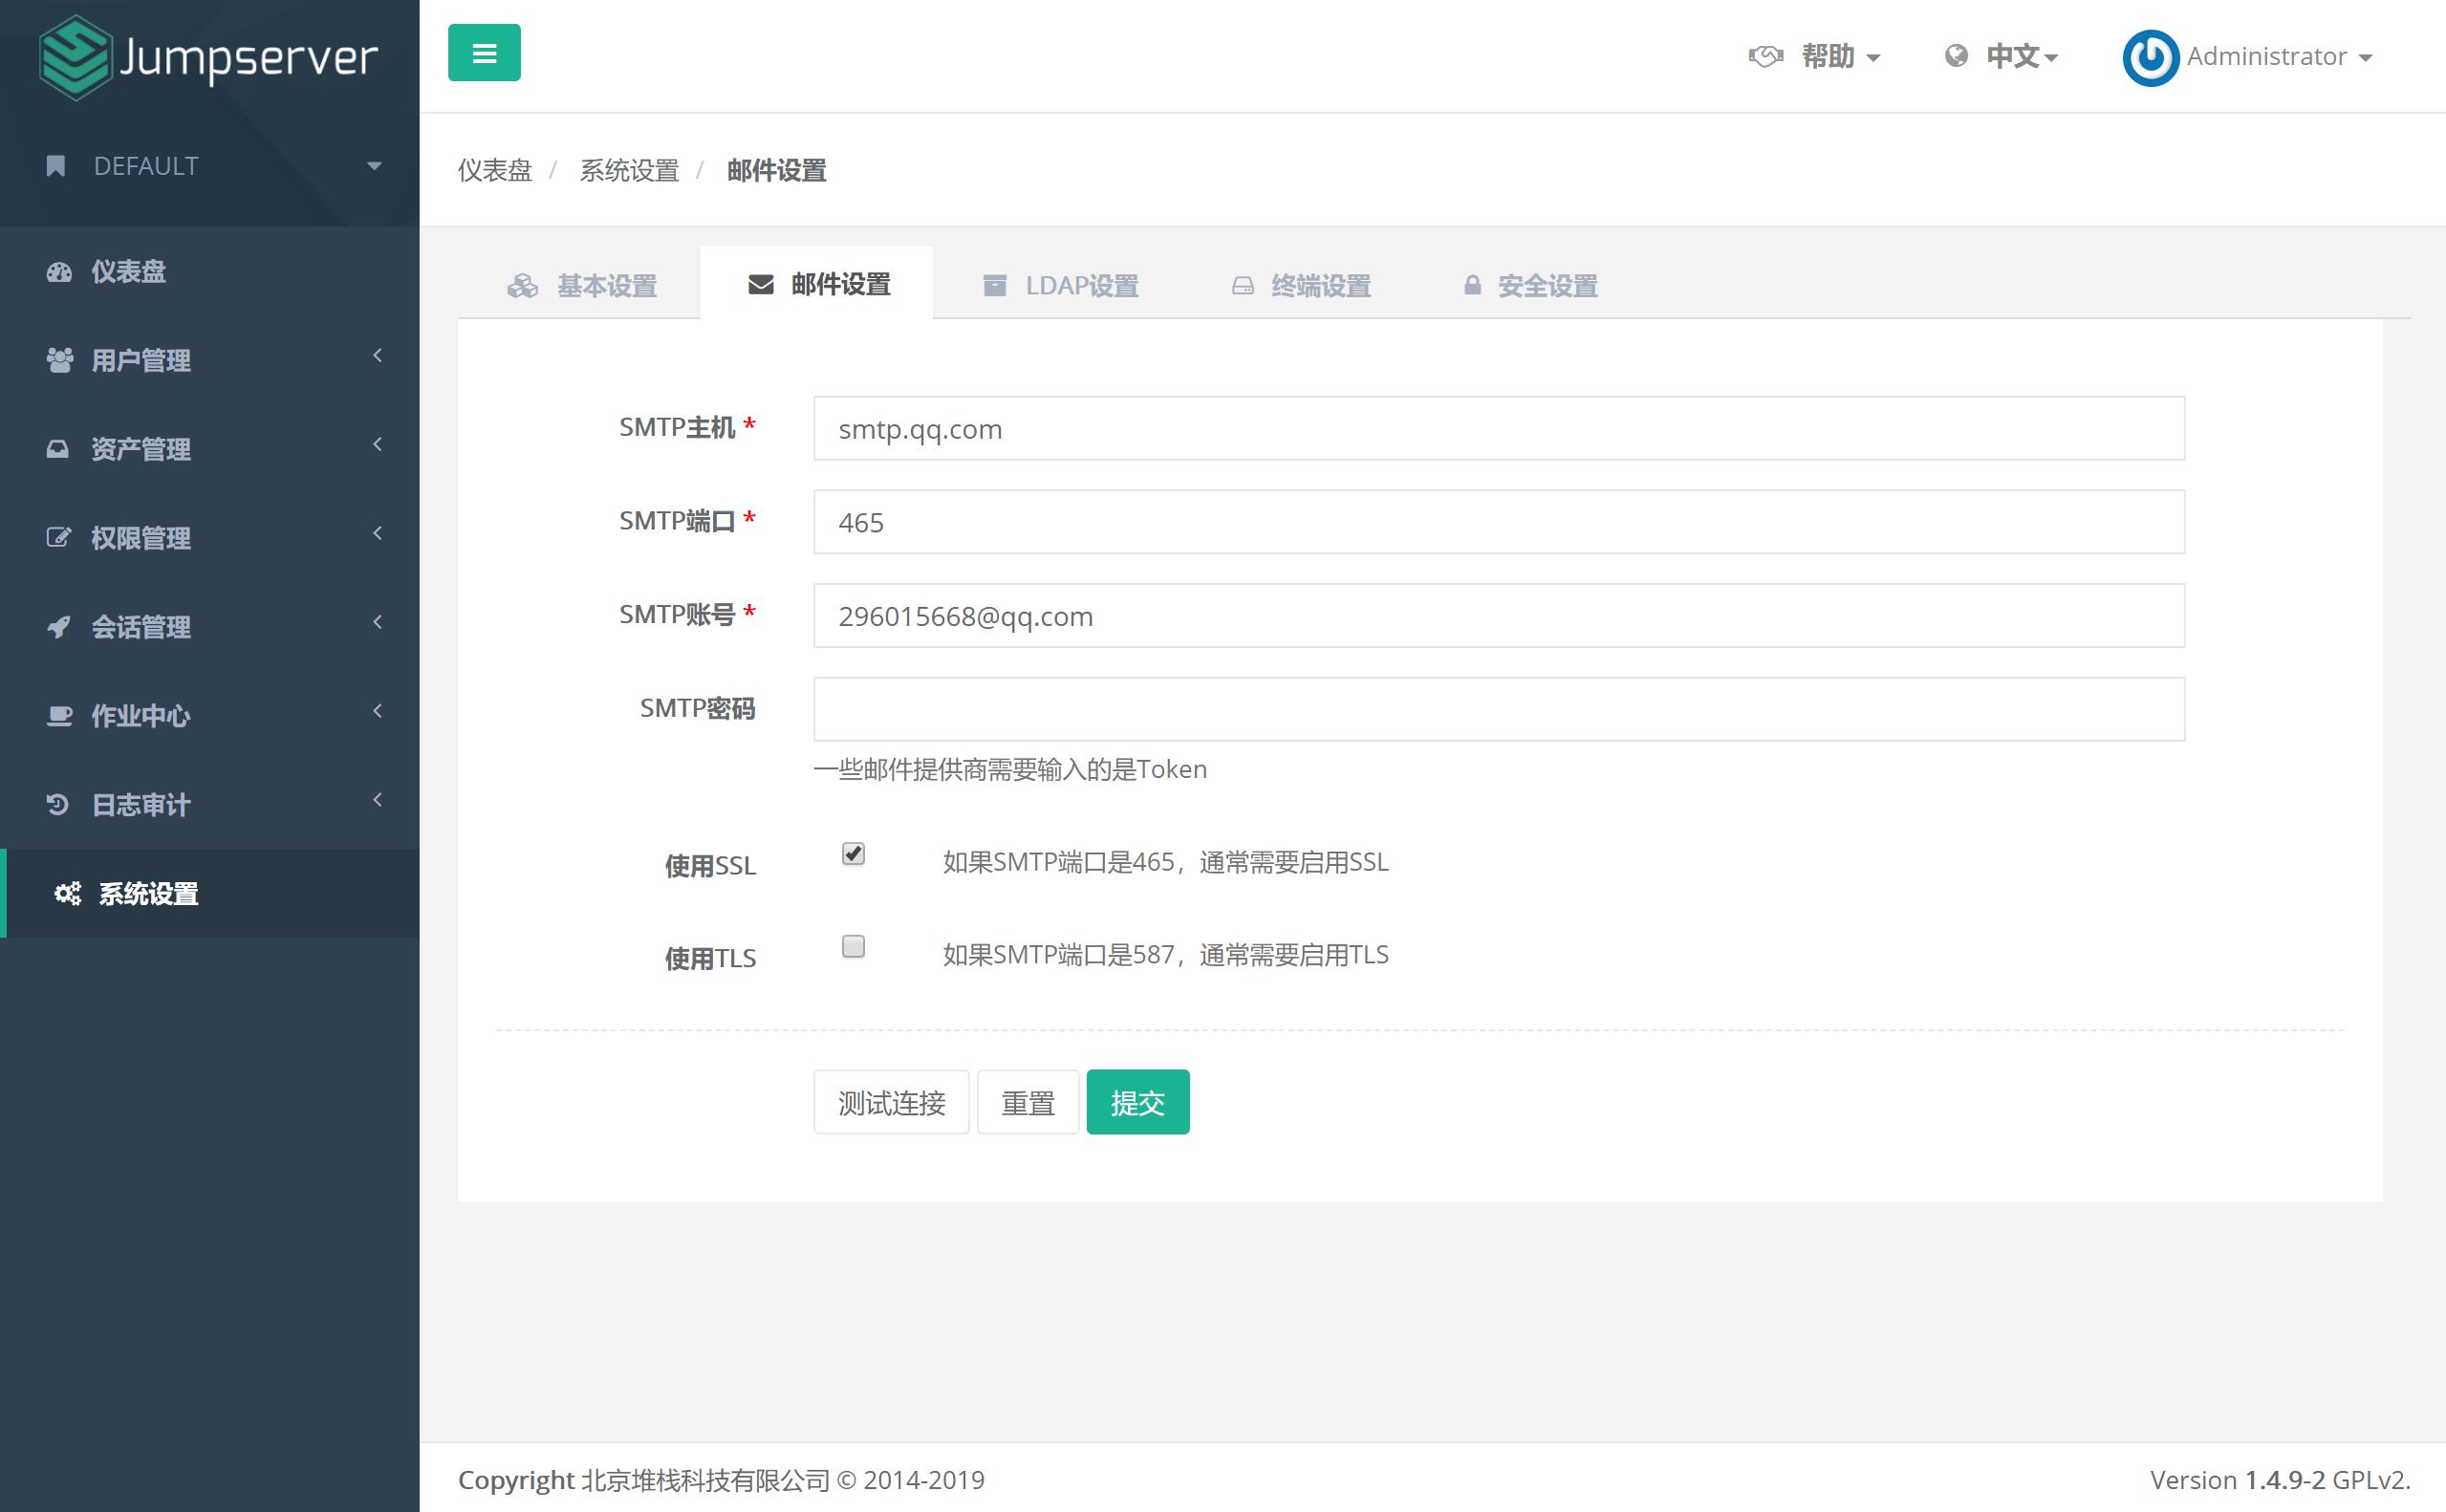 Jumpserver
帮助
中文
Administrator
DEFAULT
仪表盘 / 系统设置 / 邮件设置
仪表盘
用户管理
资产管理
权限管理
会话管理
作业中心
日志审计
系统设置
基本设置
邮件设置
LDAP设置
终端设置
安全设置
SMTP主机 *
smtp.qq.com
SMTP端口 *
465
SMTP账号 *
296015668@qq.com
SMTP密码
一些邮件提供商需要输入的是Token
使用SSL
如果SMTP端口是465，通常需要启用SSL
使用TLS
如果SMTP端口是587，通常需要启用TLS
测试连接
重置
提交
Copyright 北京堆栈科技有限公司 © 2014-2019
Version 1.4.9-2 GPLv2.